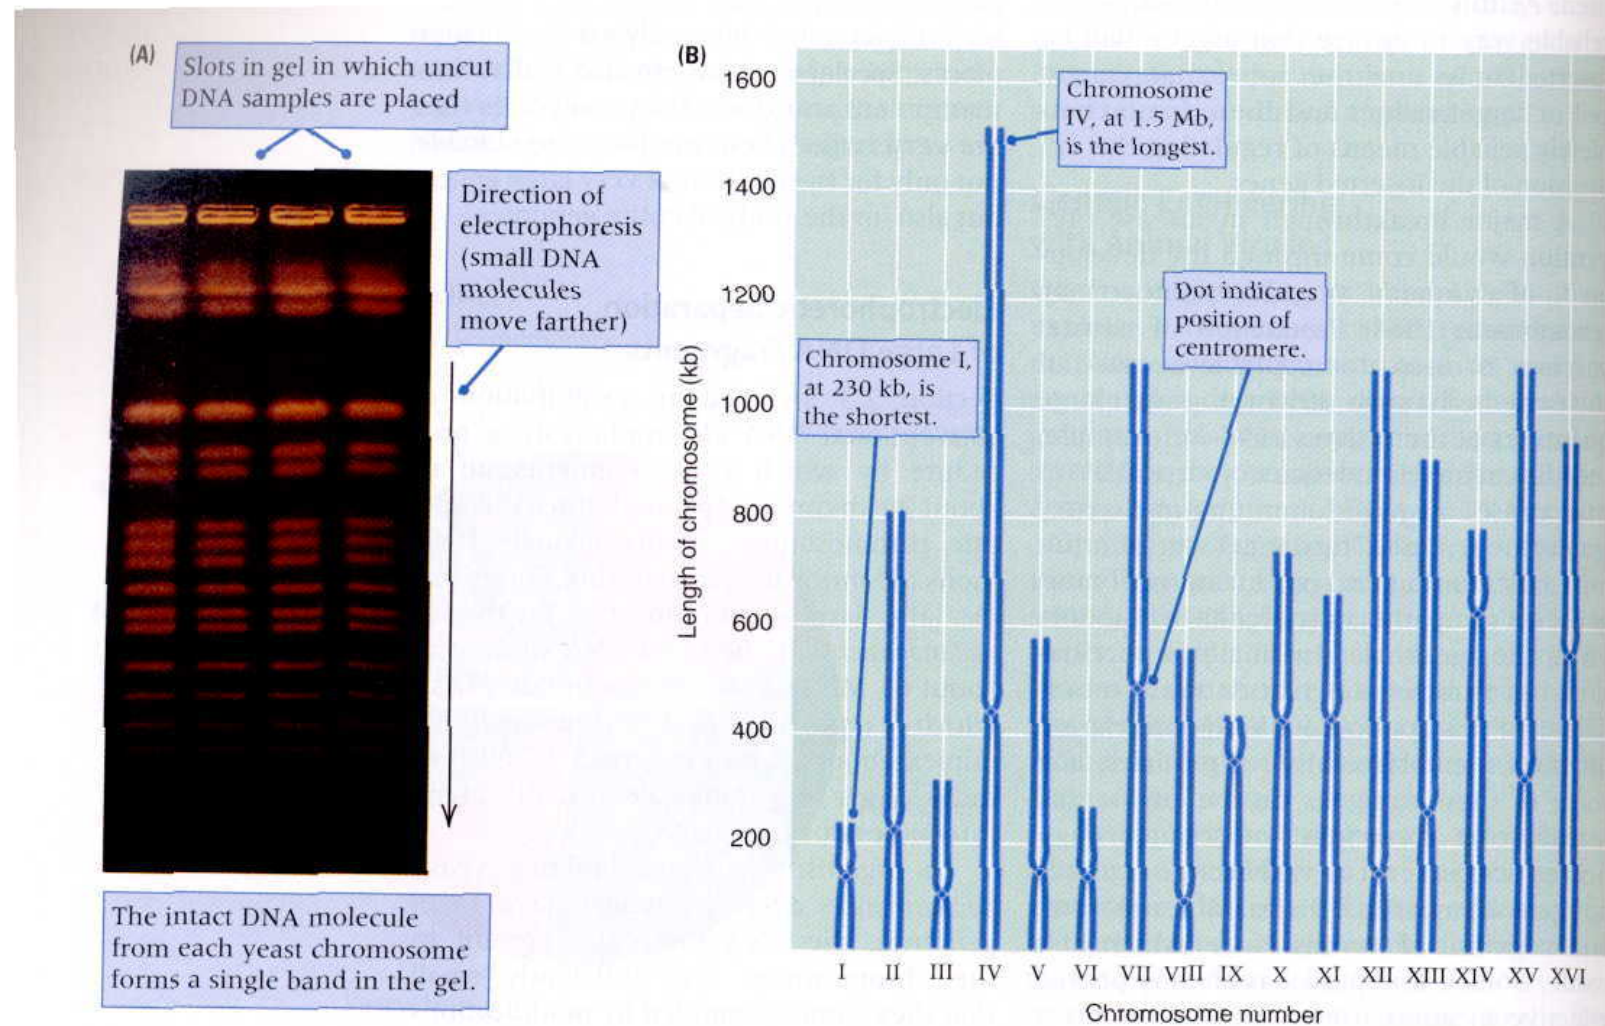 (A)
Slots in gel in which uncut
DNA samples are placed
Direction of
electrophoresis
(small DNA
molecules
move farther)
The intact DNA molecule
from each yeast chromosome
forms a single band in the gel.
(B)
1600
1400
1200
1000
800
600
400
200
Length of chromosome (kb)
Chromosome
IV, at 1.5 Mb,
is the longest.
Dot indicates
position of
centromere.
Chromosome I,
at 230 kb, is
the shortest.
I II III IV V VI VII VIII IX X XI XII XIII XIV XV XVI
Chromosome number